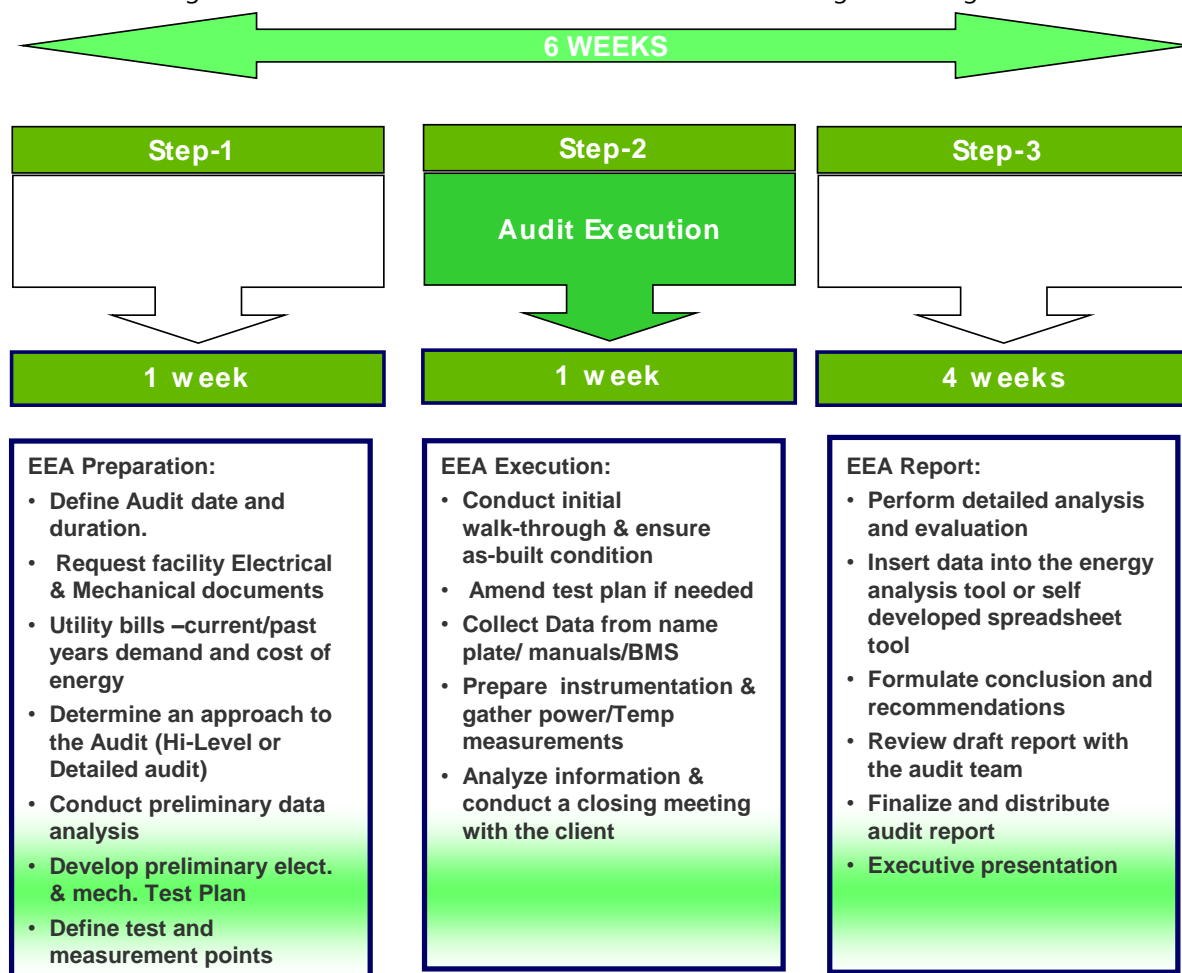 6 WEEKS
Step-1
Step-2
Step-3
Audit Execution
1 week
1 week
4 weeks
EEA Preparation:
• Define Audit date and
duration.
• Request facility Electrical
& Mechanical documents
• Utility bills –current/past
years demand and cost of
energy
• Determine an approach to
the Audit (Hi-Level or
Detailed audit)
• Conduct preliminary data
analysis
• Develop preliminary elect.
& mech. Test Plan
• Define test and
measurement points
EEA Execution:
• Conduct initial
walk-through & ensure
as-built condition
• Amend test plan if needed
• Collect Data from name
plate/ manuals/BMS
• Prepare instrumentation &
gather power/Temp
measurements
• Analyze information &
conduct a closing meeting
with the client
EEA Report:
• Perform detailed analysis
and evaluation
• Insert data into the energy
analysis tool or self
developed spreadsheet
tool
• Formulate conclusion and
recommendations
• Review draft report with
the audit team
• Finalize and distribute
audit report
• Executive presentation